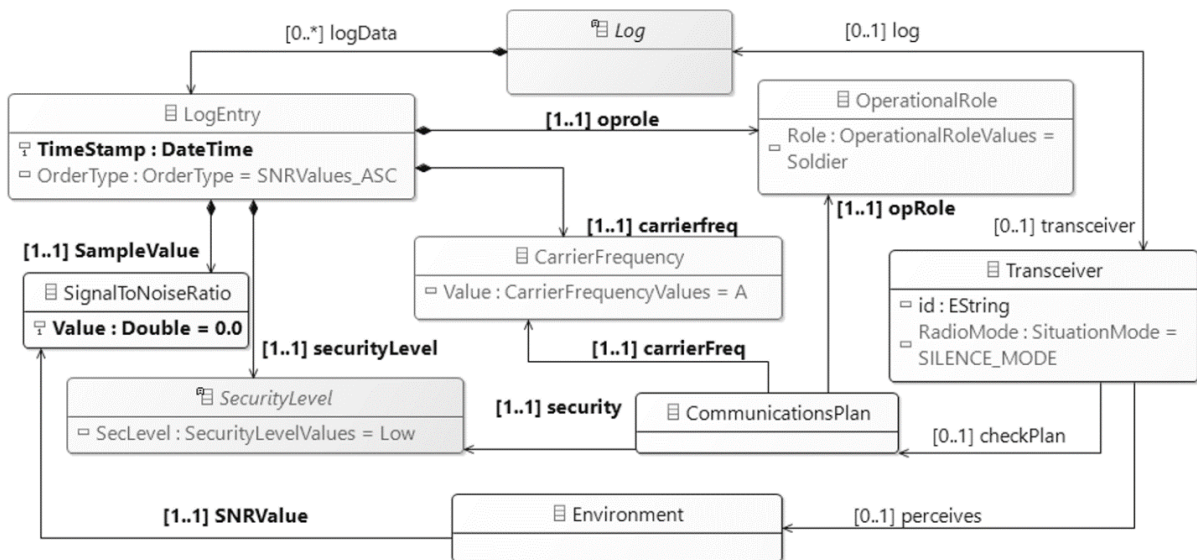 [0..*] logData
Log
[0..1] log
LogEntry
TimeStamp : DateTime
OrderType : OrderType = SNRValues_ASC
[1..1] oprole
OperationalRole
Role : OperationalRoleValues =
Soldier
[1..1] opRole
[1..1] SampleValue
[1..1] carrierfreq
[0..1] transceiver
CarrierFrequency
Value : CarrierFrequencyValues = A
Transceiver
id : EString
RadioMode : SituationMode =
SILENCE_MODE
SignalToNoiseRatio
Value : Double = 0.0
[1..1] securityLevel
[1..1] carrierFreq
SecurityLevel
SecLevel : SecurityLevelValues = Low
[1..1] security
CommunicationsPlan
[0..1] checkPlan
[1..1] SNRValue
Environment
[0..1] perceives